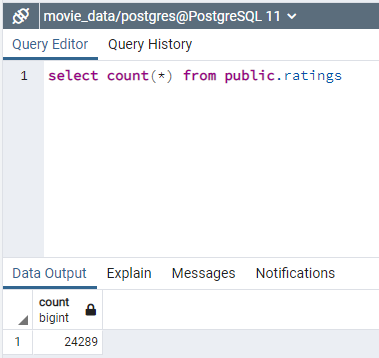 movie_data/postgres@PostgreSQL 11
Query Editor Query History
1 select count(*) from public.ratings
Data Output Explain Messages Notifications
count
bigint
1 24289